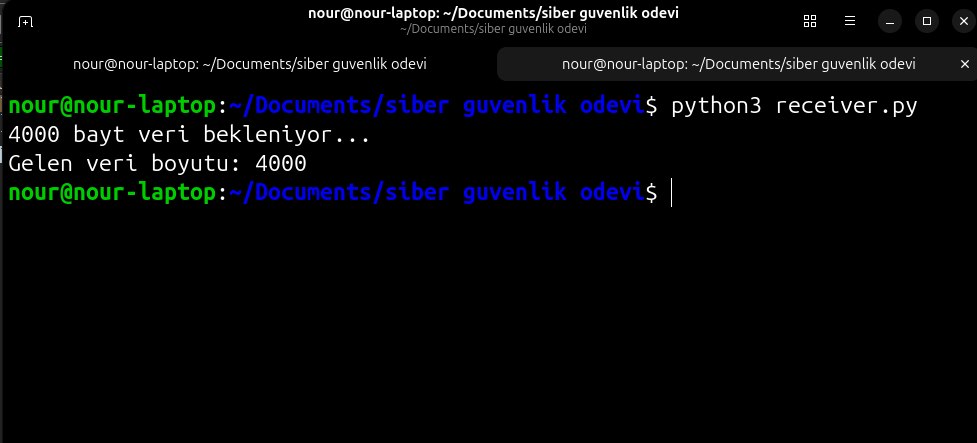 nour@nour-laptop: ~/Documents/siber guvenlik odevi
~/Documents/siber guvenlik odevi
nour@nour-laptop: ~/Documents/siber guvenlik odevi
nour@nour-laptop: ~/Documents/siber guvenlik odevi
nour@nour-laptop:~/Documents/siber guvenlik odevi$ python3 receiver.py
4000 bayt veri bekleniyor...
Gelen veri boyutu: 4000
nour@nour-laptop:~/Documents/siber guvenlik odevi$